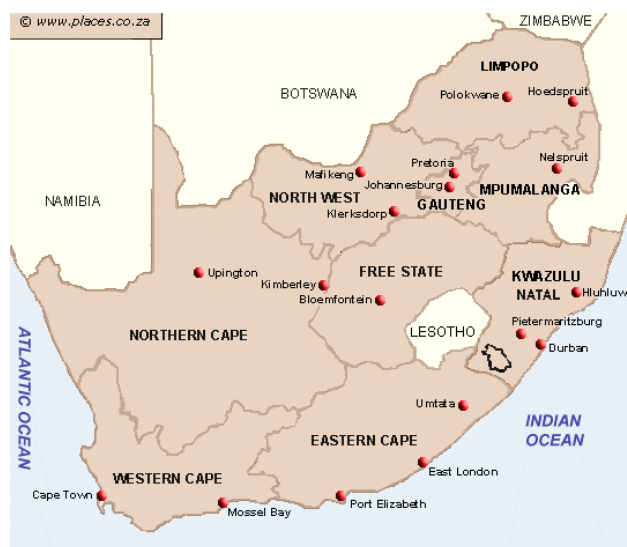 © www.places.co.za
ZIMBABWE
LIMPOPO
BOTSWANA
Polokwane
Hoedspruit
Pretoria
Nelspruit
Mafikeng
Johannesburg
MPUMALANGA
NAMIBIA
NORTH WEST
GAUTENG
Klerksdorp
Upington
FREE STATE
KWAZULU
NATAL
Kimberley
Hluhluw
Bloemfontein
Pietermaritzburg
LESOTHO
NORTHERN CAPE
Durban
ATLANTIC OCEAN
Umtata
INDIAN
OCEAN
EASTERN CAPE
East London
WESTERN CAPE
Cape Town
Mossel Bay
Port Elizabeth